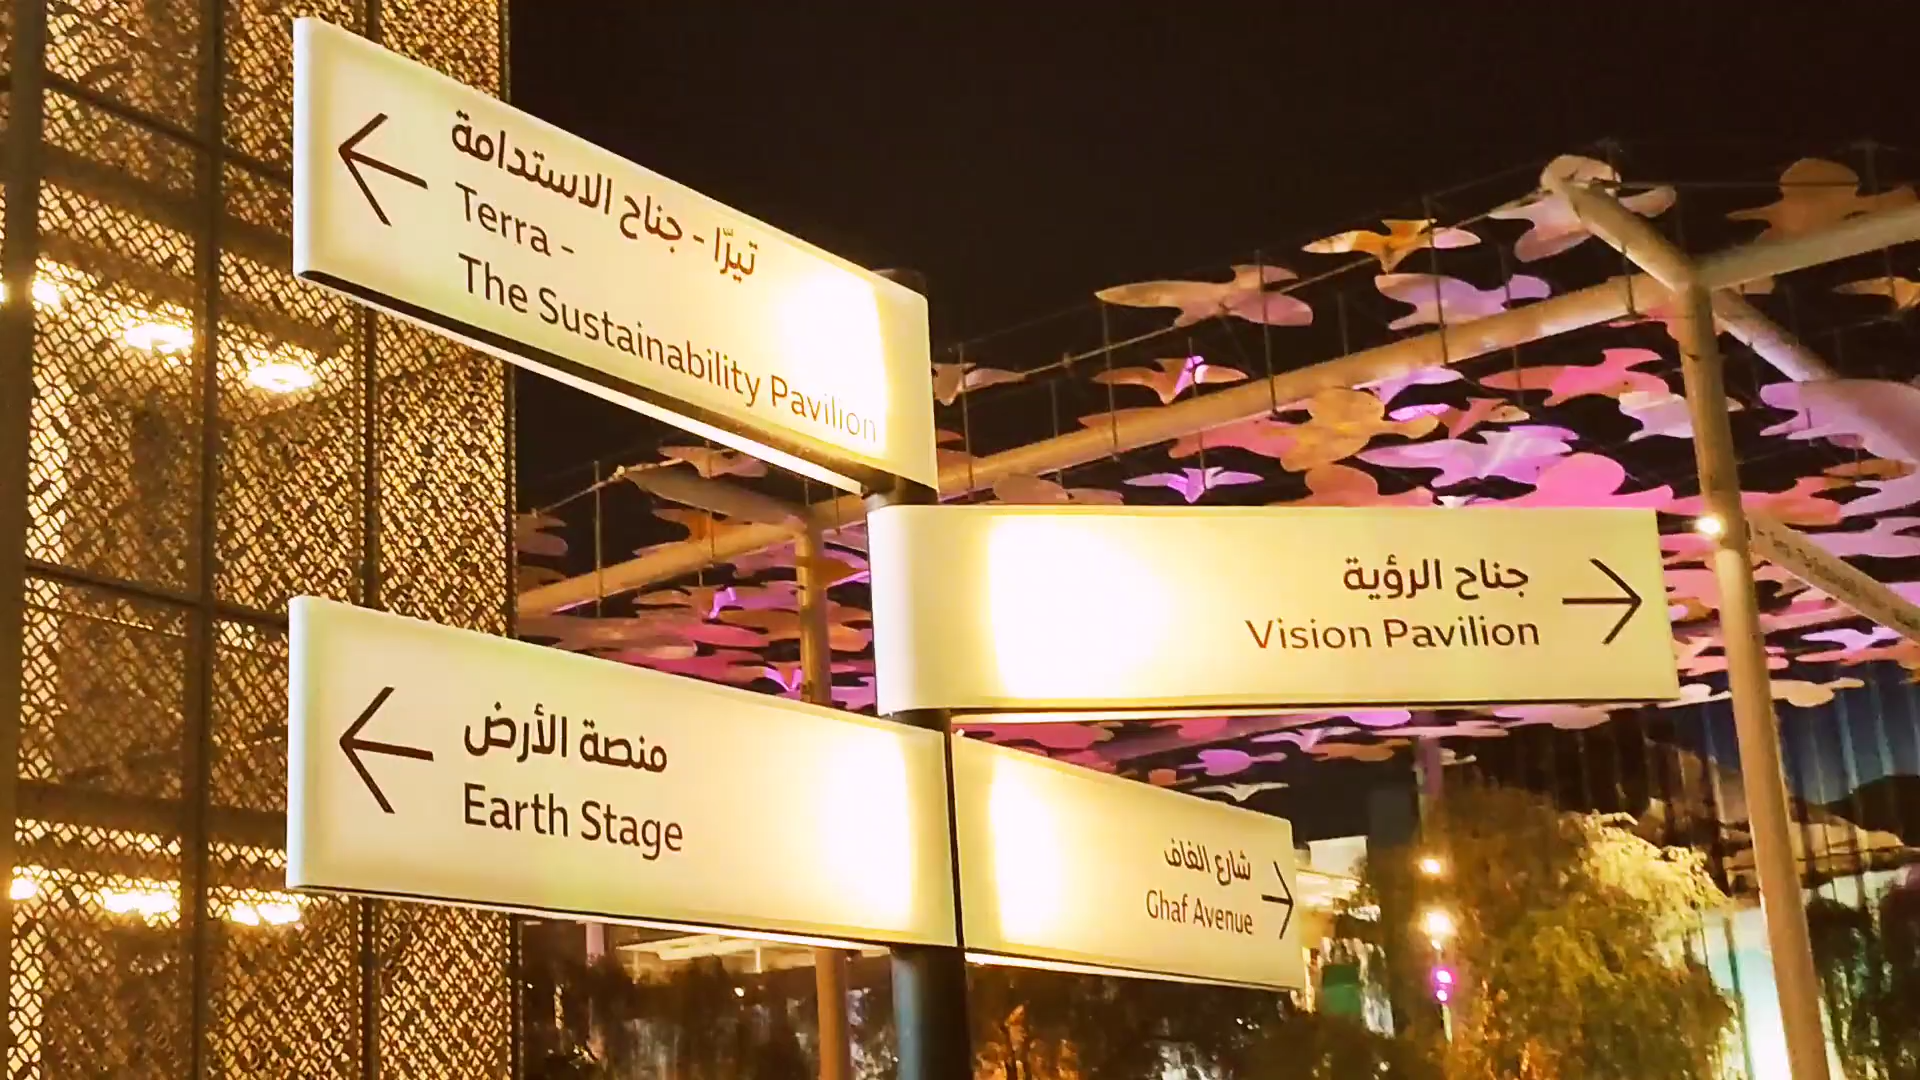 تيرّا - جناح الاستدامة
Terra -
The Sustainability Pavilion
جناح الرؤية
Vision Pavilion
منصة الأرض
Earth Stage
شارع الغاف
Ghaf Avenue